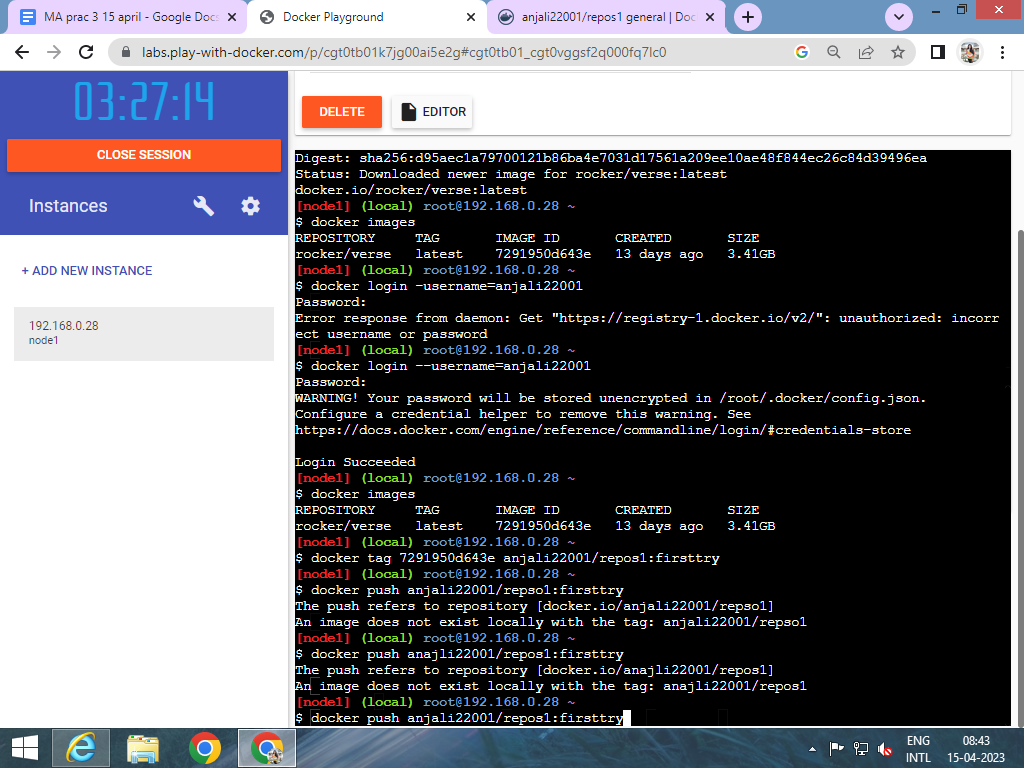 MA prac 3 15 april - Google Docs
Docker Playground
anjali22001/repos1 general | Doc
labs.play-with-docker.com/p/cgt0tb01k7jg00ai5e2g#cgt0tb01_cgt0vggsf2q000fq7lc0
03:27:14
CLOSE SESSION
Instances
+ ADD NEW INSTANCE
192.168.0.28
node1
DELETE
EDITOR
Digest: sha256:d95aec1a79700121b86ba4e7031d17561a209ee10ae48f844ec26c84d39496ea
Status: Downloaded newer image for rocker/verse:latest
docker.io/rocker/verse:latest
[node1] (local) root@192.168.0.28 ~
$ docker images
REPOSITORY TAG IMAGE ID CREATED SIZE
rocker/verse latest 7291950d643e 13 days ago 3.41GB
[node1] (local) root@192.168.0.28 ~
$ docker login -username=anjali22001
Password:
Error response from daemon: Get "https://registry-1.docker.io/v2/": unauthorized: incorr
ect username or password
[node1] (local) root@192.168.0.28 ~
$ docker login --username=anjali22001
Password:
WARNING! Your password will be stored unencrypted in /root/.docker/config.json.
Configure a credential helper to remove this warning. See
https://docs.docker.com/engine/reference/commandline/login/#credentials-store
Login Succeeded
[node1] (local) root@192.168.0.28 ~
$ docker images
REPOSITORY TAG IMAGE ID CREATED SIZE
rocker/verse latest 7291950d643e 13 days ago 3.41GB
[node1] (local) root@192.168.0.28 ~
$ docker tag 7291950d643e anjali22001/repos1:firsttry
[node1] (local) root@192.168.0.28 ~
$ docker push anjali22001/repso1:firsttry
The push refers to repository [docker.io/anjali22001/repso1]
An image does not exist locally with the tag: anjali22001/repso1
[node1] (local) root@192.168.0.28 ~
$ docker push anajli22001/repos1:firsttry
The push refers to repository [docker.io/anajli22001/repos1]
An image does not exist locally with the tag: anajli22001/repos1
[node1] (local) root@192.168.0.28 ~
$ docker push anjali22001/repos1:firsttry
ENG
INTL
08:43
15-04-2023